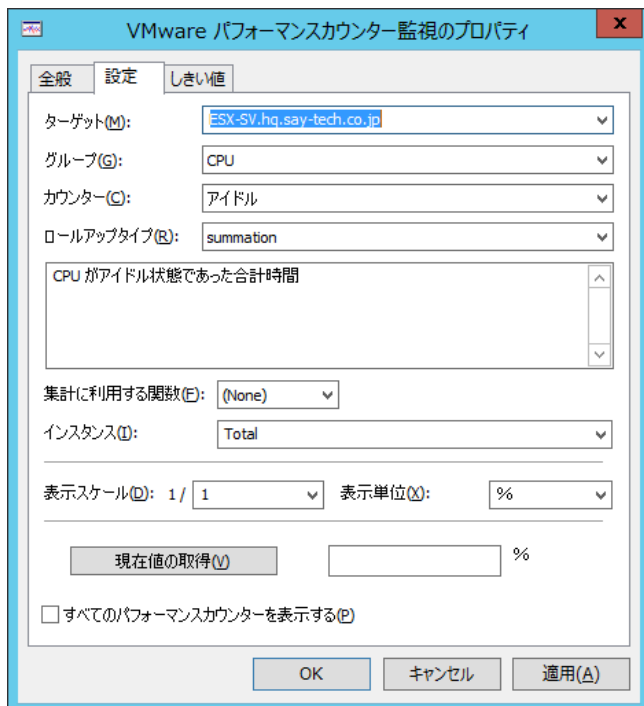 VMware パフォーマンスカウンター監視のプロパティ
x
全般 設定 しきい値
ターゲット(M): ESX-SV.hq.say-tech.co.jp
グループ(G): CPU
カウンター(C): アイドル
ロールアップタイプ(R): summation
CPU がアイドル状態であった合計時間
集計に利用する関数(F): (None)
インスタンス(I): Total
表示スケール(D): 1 / 1 表示単位(X): %
現在値の取得(V) %
すべてのパフォーマンスカウンターを表示する(P)
OK キャンセル 適用(A)